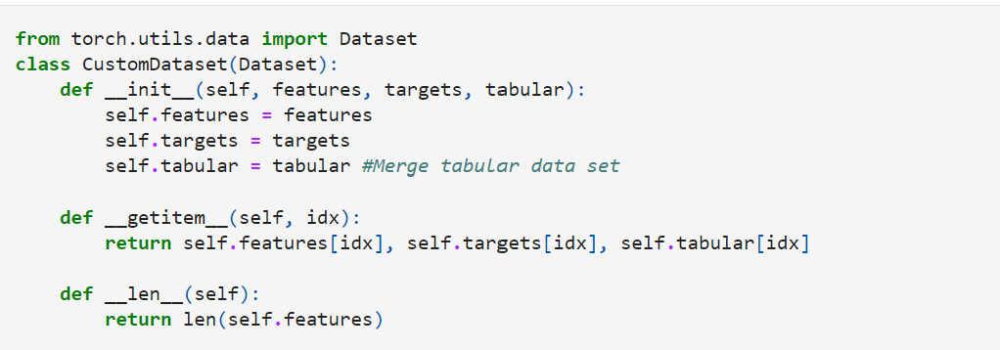 from torch.utils.data import Dataset
class CustomDataset(Dataset):
    def __init__(self, features, targets, tabular):
        self.features = features
        self.targets = targets
        self.tabular = tabular #Merge tabular data set

    def __getitem__(self, idx):
        return self.features[idx], self.targets[idx], self.tabular[idx]

    def __len__(self):
        return len(self.features)